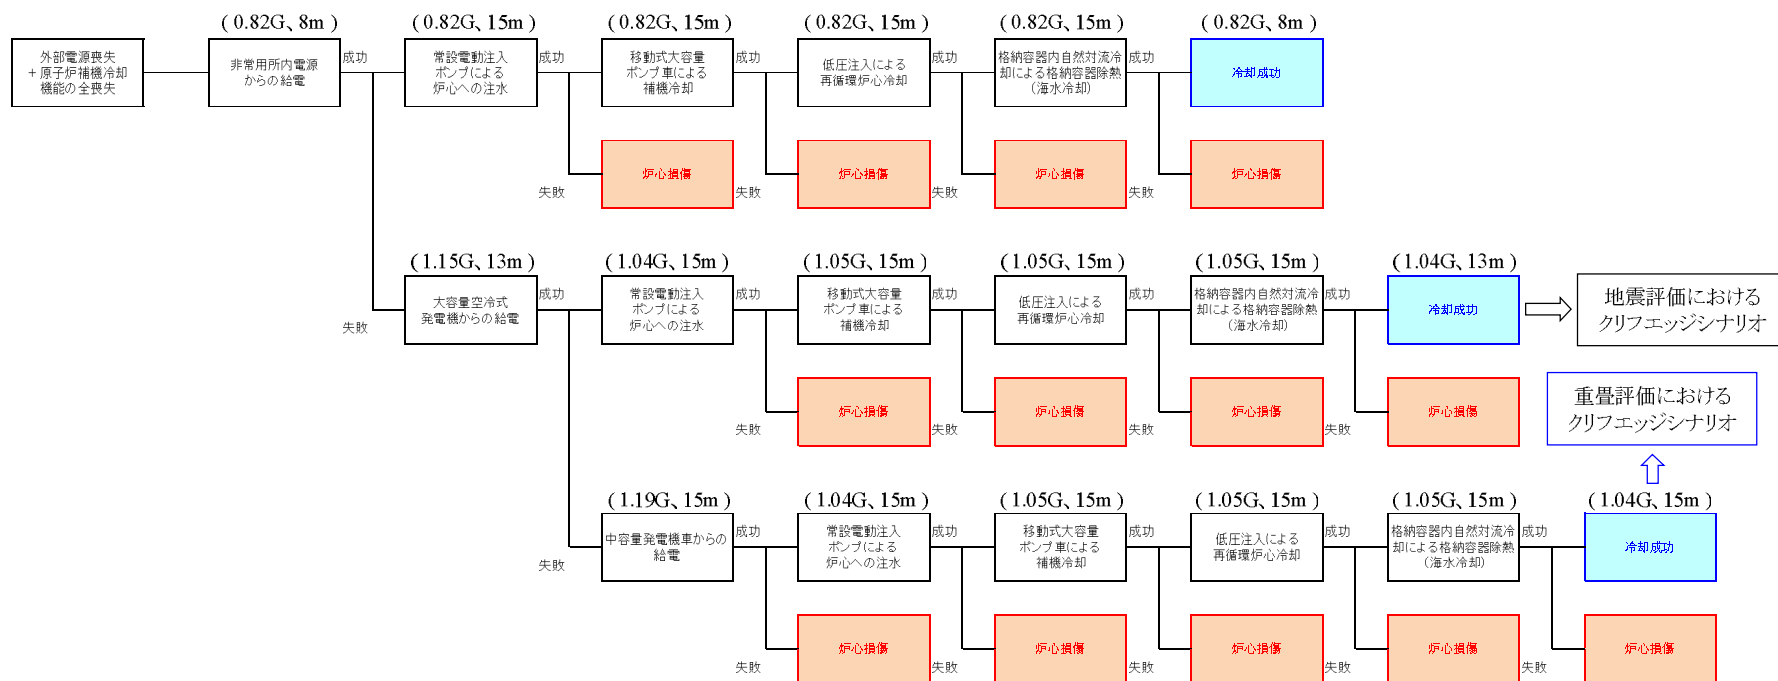 (0.82G、8m)
(0.82G、15m)
(0.82G、15m)
(0.82G、15m)
(0.82G、15m)
(0.82G、8m)
外部電源喪失
+原子炉補機冷却
機能の全喪失
非常用所内電源
からの給電
成功
常設電動注入
ポンプによる
炉心への注水
成功
移動式大容量
ポンプ車による
補機冷却
成功
低圧注入による
再循環炉心冷却
成功
格納容器内自然対流冷
却による格納容器除熱
(海水冷却)
成功
冷却成功
失敗
炉心損傷
失敗
炉心損傷
失敗
炉心損傷
失敗
炉心損傷
(1.15G、13m)
(1.04G、15m)
(1.05G、15m)
(1.05G、15m)
(1.05G、15m)
(1.04G、13m)
失敗
大容量空冷式
発電機からの給電
成功
常設電動注入
ポンプによる
炉心への注水
成功
移動式大容量
ポンプ車による
補機冷却
成功
低圧注入による
再循環炉心冷却
成功
格納容器内自然対流冷
却による格納容器除熱
(海水冷却)
成功
冷却成功
地震評価における
クリフエッジシナリオ
失敗
炉心損傷
失敗
炉心損傷
失敗
炉心損傷
失敗
炉心損傷
重畳評価における
クリフエッジシナリオ
(1.19G、15m)
(1.04G、15m)
(1.05G、15m)
(1.05G、15m)
(1.05G、15m)
(1.04G、15m)
失敗
中容量発電機車からの
給電
成功
常設電動注入
ポンプによる
炉心への注水
成功
移動式大容量
ポンプ車による
補機冷却
成功
低圧注入による
再循環炉心冷却
成功
格納容器内自然対流冷
却による格納容器除熱
(海水冷却)
成功
冷却成功
失敗
炉心損傷
失敗
炉心損傷
失敗
炉心損傷
失敗
炉心損傷
失敗
炉心損傷